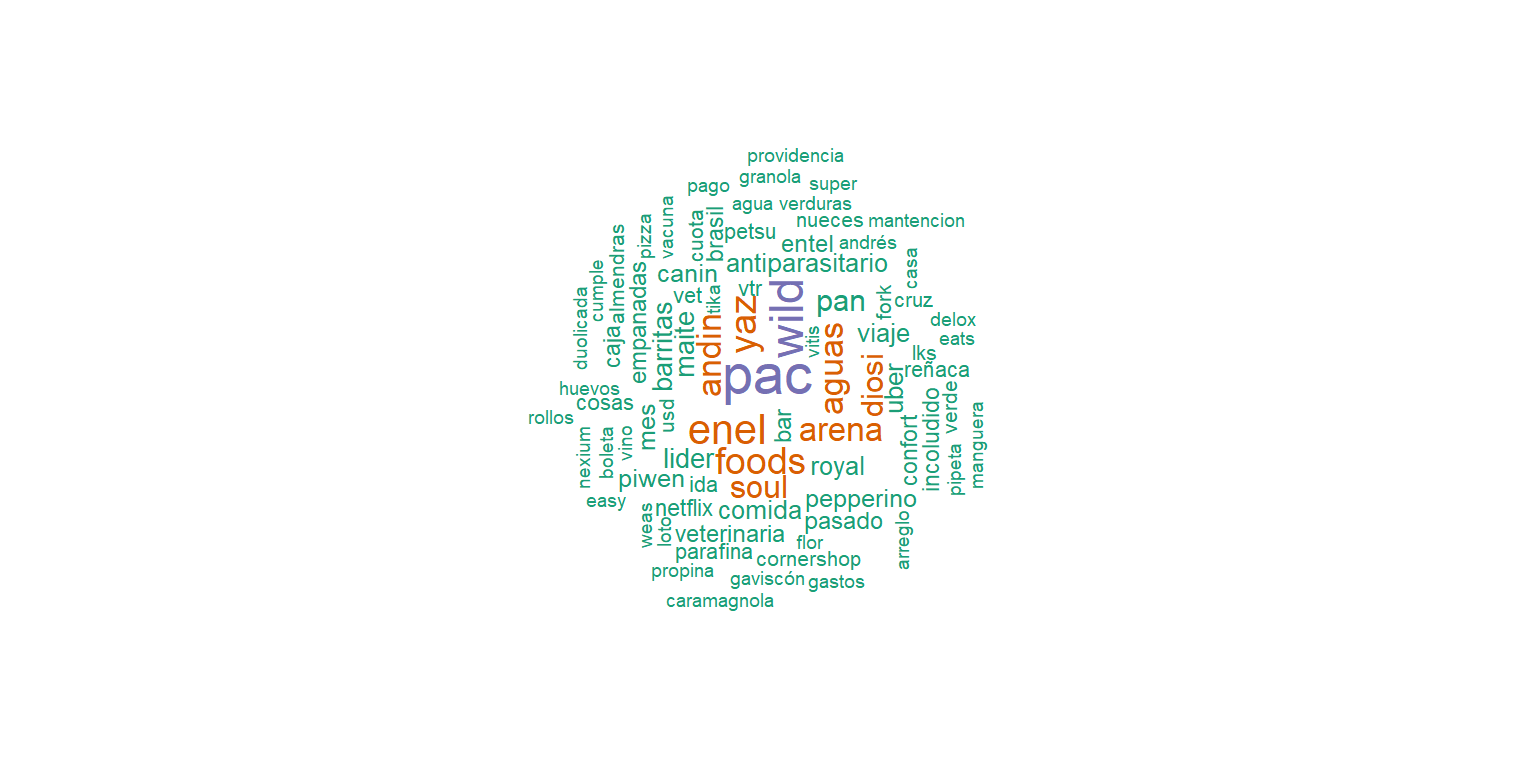 providencia
granola
super
pago
agua
verduras
vacuna
nueces
mantencion
pizza
cuota
brasil
petsu
entel
andrés
almendras
antiparasitario
casa
cumple
empanadas
canin
vtr
wild
pan
fork
cruz
duolicada
vet
tika
yaz
delox
caja
barritas
maite
andin
vitis
aguas
viaje
eats
lks
pac
diosi
uber
reñaca
huevos
cosas
rollos
mes
usd
enel
bar
arena
confort
incoludido
verde
manguera
nexium
boleta
vino
lider
foods
royal
pipeta
piwen
ida
soul
pepperino
easy
weas
loto
netflix
comida
pasado
veterinaria
flor
arreglo
parafina
cornershop
propina
gaviscón
gastos
caramagnola